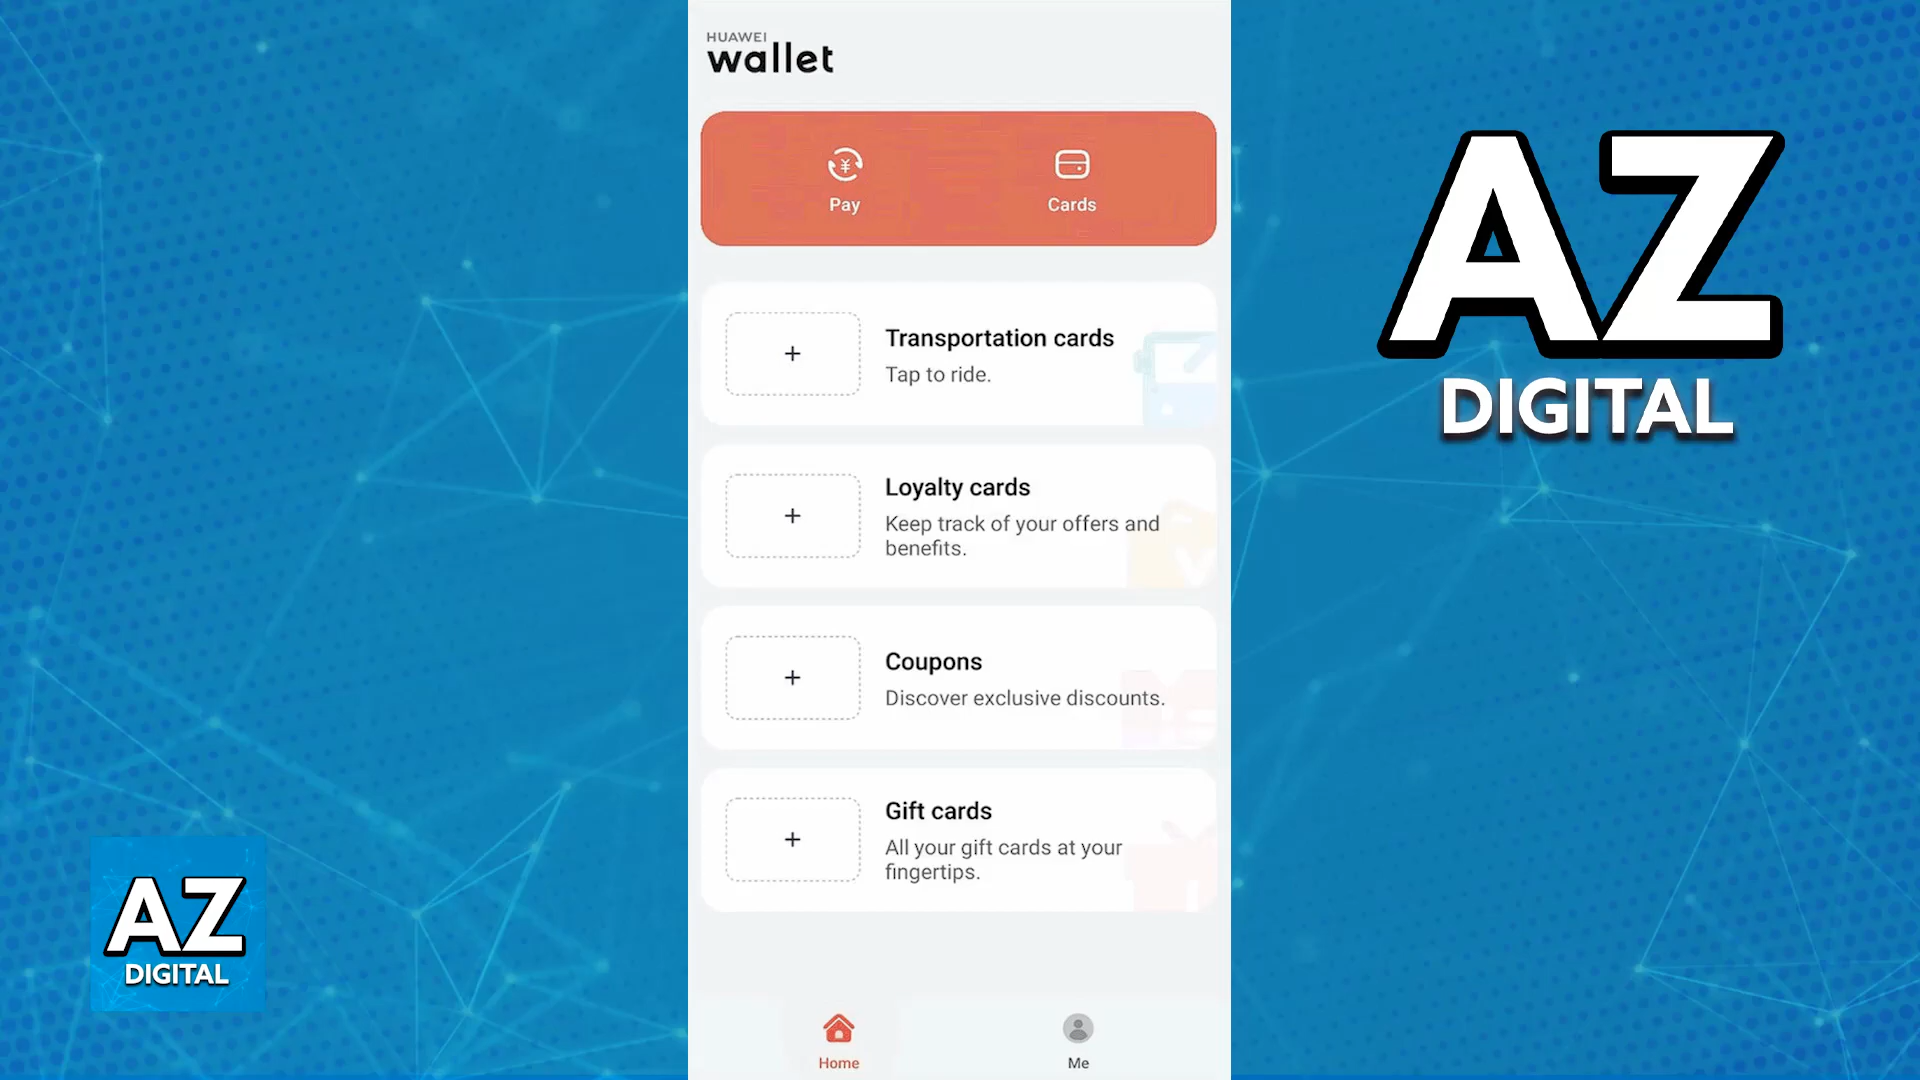 HUAWEI
wallet
Pay
Cards
Transportation cards
Tap to ride.
Loyalty cards
Keep track of your offers and
benefits.
Coupons
Discover exclusive discounts.
Gift cards
All your gift cards at your
fingertips.
Home
Me
AZ
DIGITAL
AZ
DIGITAL